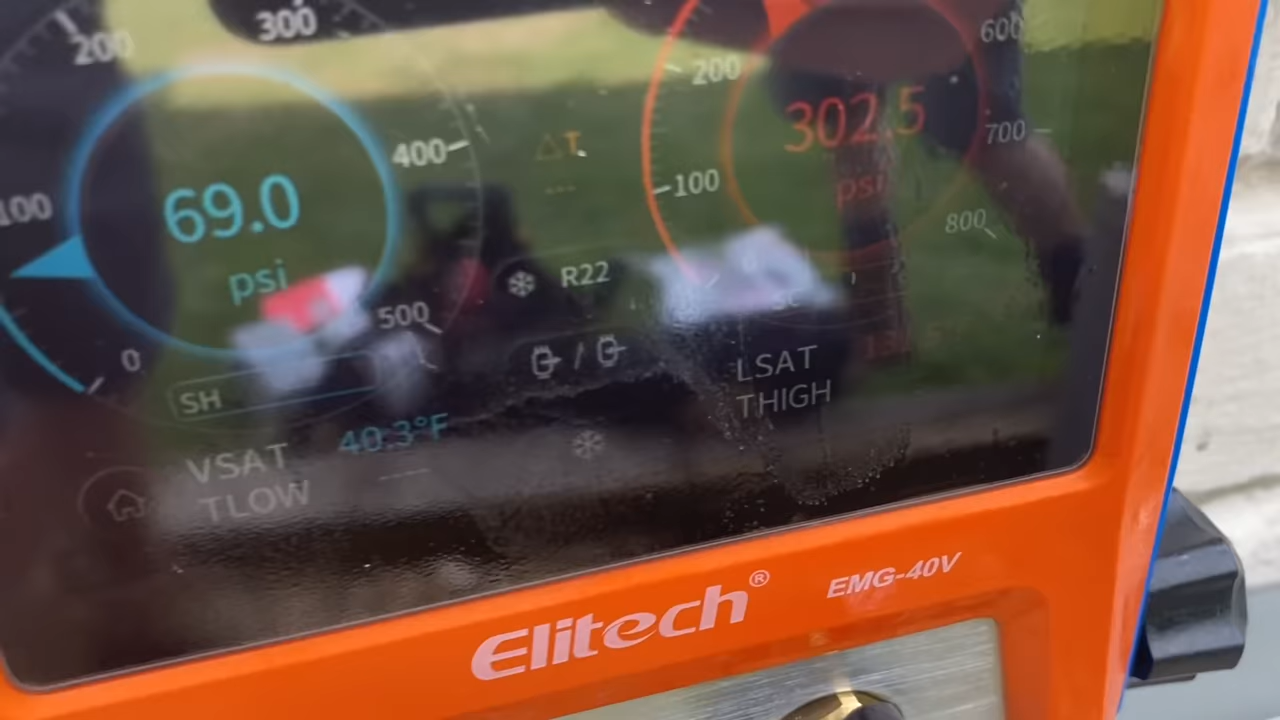 200
300
600
200
302.5
psi
700
400
ΔT
---
100
100
69.0
psi
800
R22
500
0
SH
LSAT
THIGH
VSAT 40.3°F
TLOW
Elitech®
EMG-40V